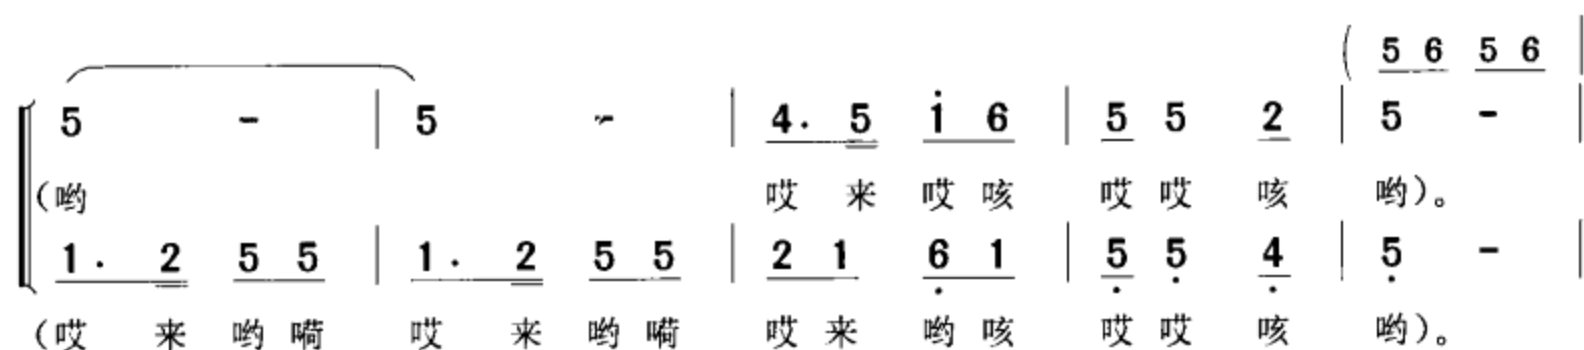 ( 5 6 5 6 |
5 - | 5 - | 4. 5 i 6 | 5 5 2 | 5 - |
(哟 哎 来 哎 咳 哎 哎 咳 哟)。
1. 2 5 5 | 1. 2 5 5 | 2 1 6 1 | 5 5 4 | 5 - |
(哎 来 哟 嗬 哎 来 哟 嗬 哎 来 哟 咳 哎 哎 咳 哟)。